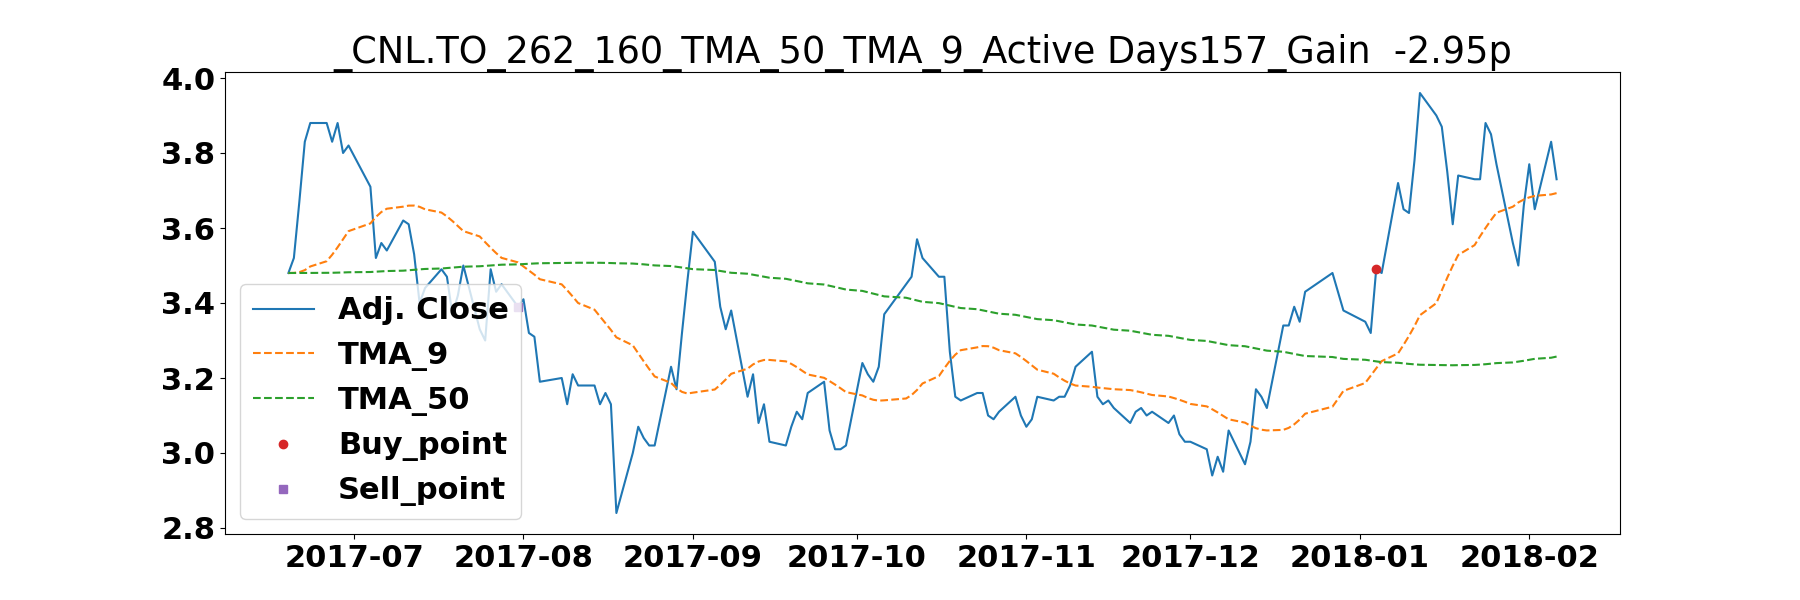 _CNL.TO_262_160_TMA_50_TMA_9_Active Days157_Gain  -2.95p
4.0
3.8
3.6
3.4
3.2
3.0
2.8
Adj. Close
TMA_9
TMA_50
Buy_point
Sell_point
2017-07 2017-08 2017-09 2017-10 2017-11 2017-12 2018-01 2018-02